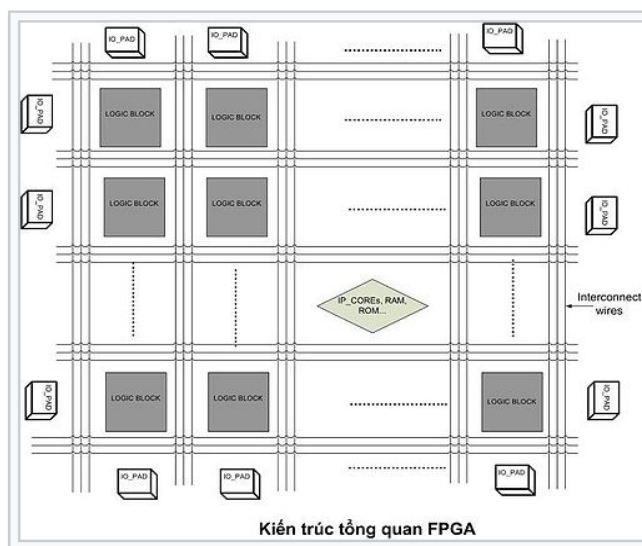 IO_PAD IO_PAD IO_PAD
IO_PAD LOGIC BLOCK LOGIC BLOCK LOGIC BLOCK IO_PAD
IO_PAD LOGIC BLOCK LOGIC BLOCK LOGIC BLOCK IO_PAD
IP_COREs, RAM,
ROM...
Interconnect
wires
IO_PAD LOGIC BLOCK LOGIC BLOCK LOGIC BLOCK IO_PAD
IO_PAD IO_PAD IO_PAD
Kiến trúc tổng quan FPGA